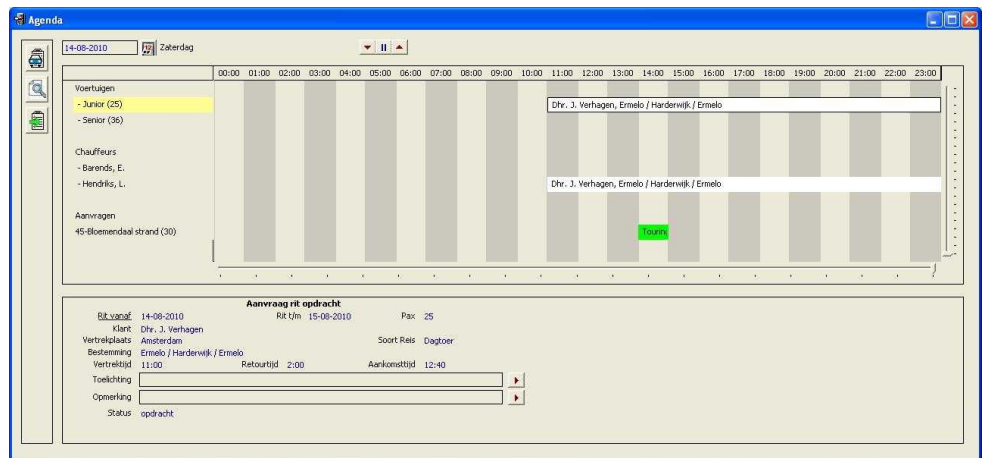 Agenda
14-08-2010 12 Zaterdag
00:00 01:00 02:00 03:00 04:00 05:00 06:00 07:00 08:00 09:00 10:00 11:00 12:00 13:00 14:00 15:00 16:00 17:00 18:00 19:00 20:00 21:00 22:00 23:00
Voertuigen
- Junior (25) Dhr. J. Verhagen, Ermelo / Harderwijk / Ermelo
- Senior (36)
Chauffeurs
- Barends, E.
- Hendriks, L. Dhr. J. Verhagen, Ermelo / Harderwijk / Ermelo
Aanvragen
45-Bloemendaal strand (30) Tourin
Aanvraag rit opdracht
Rit vanaf 14-08-2010 Rit t/m 15-08-2010 Pax 25
Klant Dhr. J. Verhagen
Vertrekplaats Amsterdam Soort Reis Dagtoer
Bestemming Ermelo / Harderwijk / Ermelo
Vertrektijd 11:00 Retourtijd 2:00 Aankomsttijd 12:40
Toelichting
Opmerking
Status opdracht